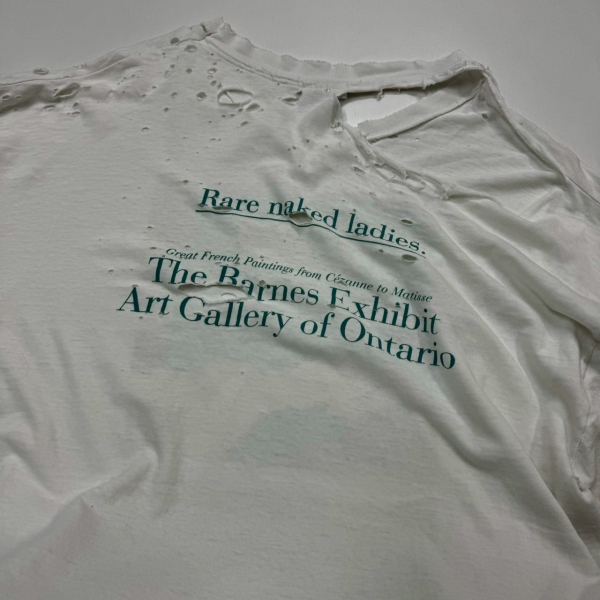 Rare naked ladies.
Great French Paintings from Cézanne to Matisse
The Barnes Exhibit
Art Gallery of Ontario